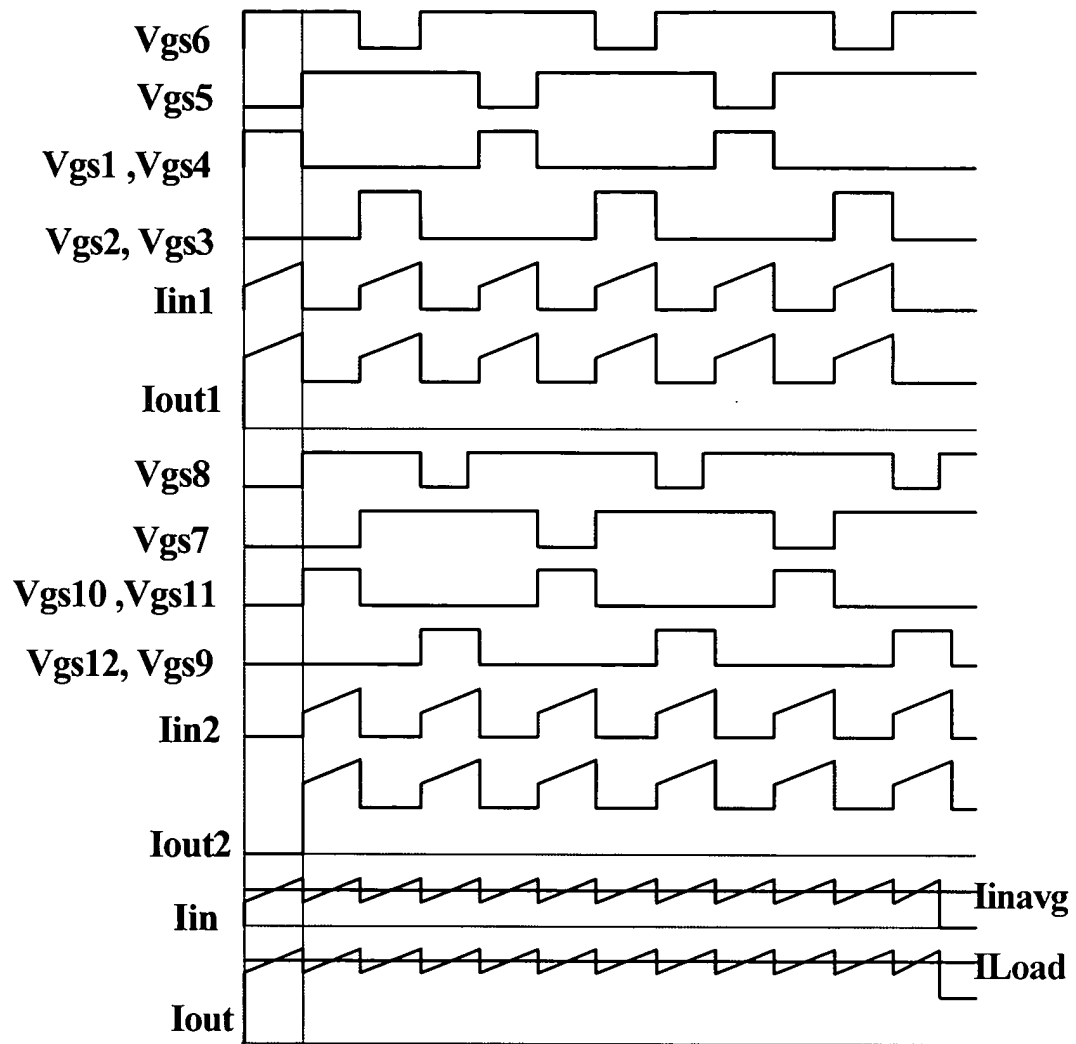 Vgs6
Vgs5
Vgs1 ,Vgs4
Vgs2, Vgs3
Iin1
Iout1
Vgs8
Vgs7
Vgs10 ,Vgs11
Vgs12, Vgs9
Iin2
Iout2
Iinavg
Iin
ILoad
Iout